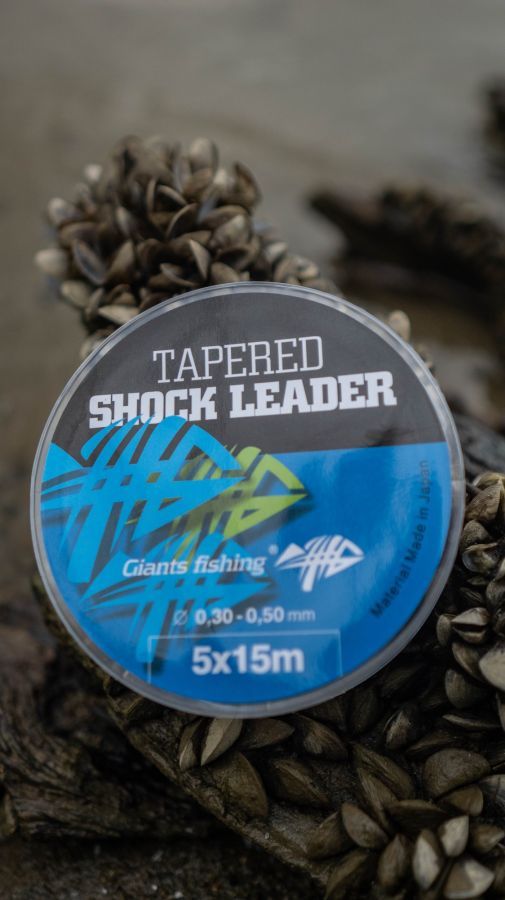 TAPERED
SHOCK LEADER
Giants fishing®
Ø 0,30 - 0,50 mm
5x15m
Material Made in Japan